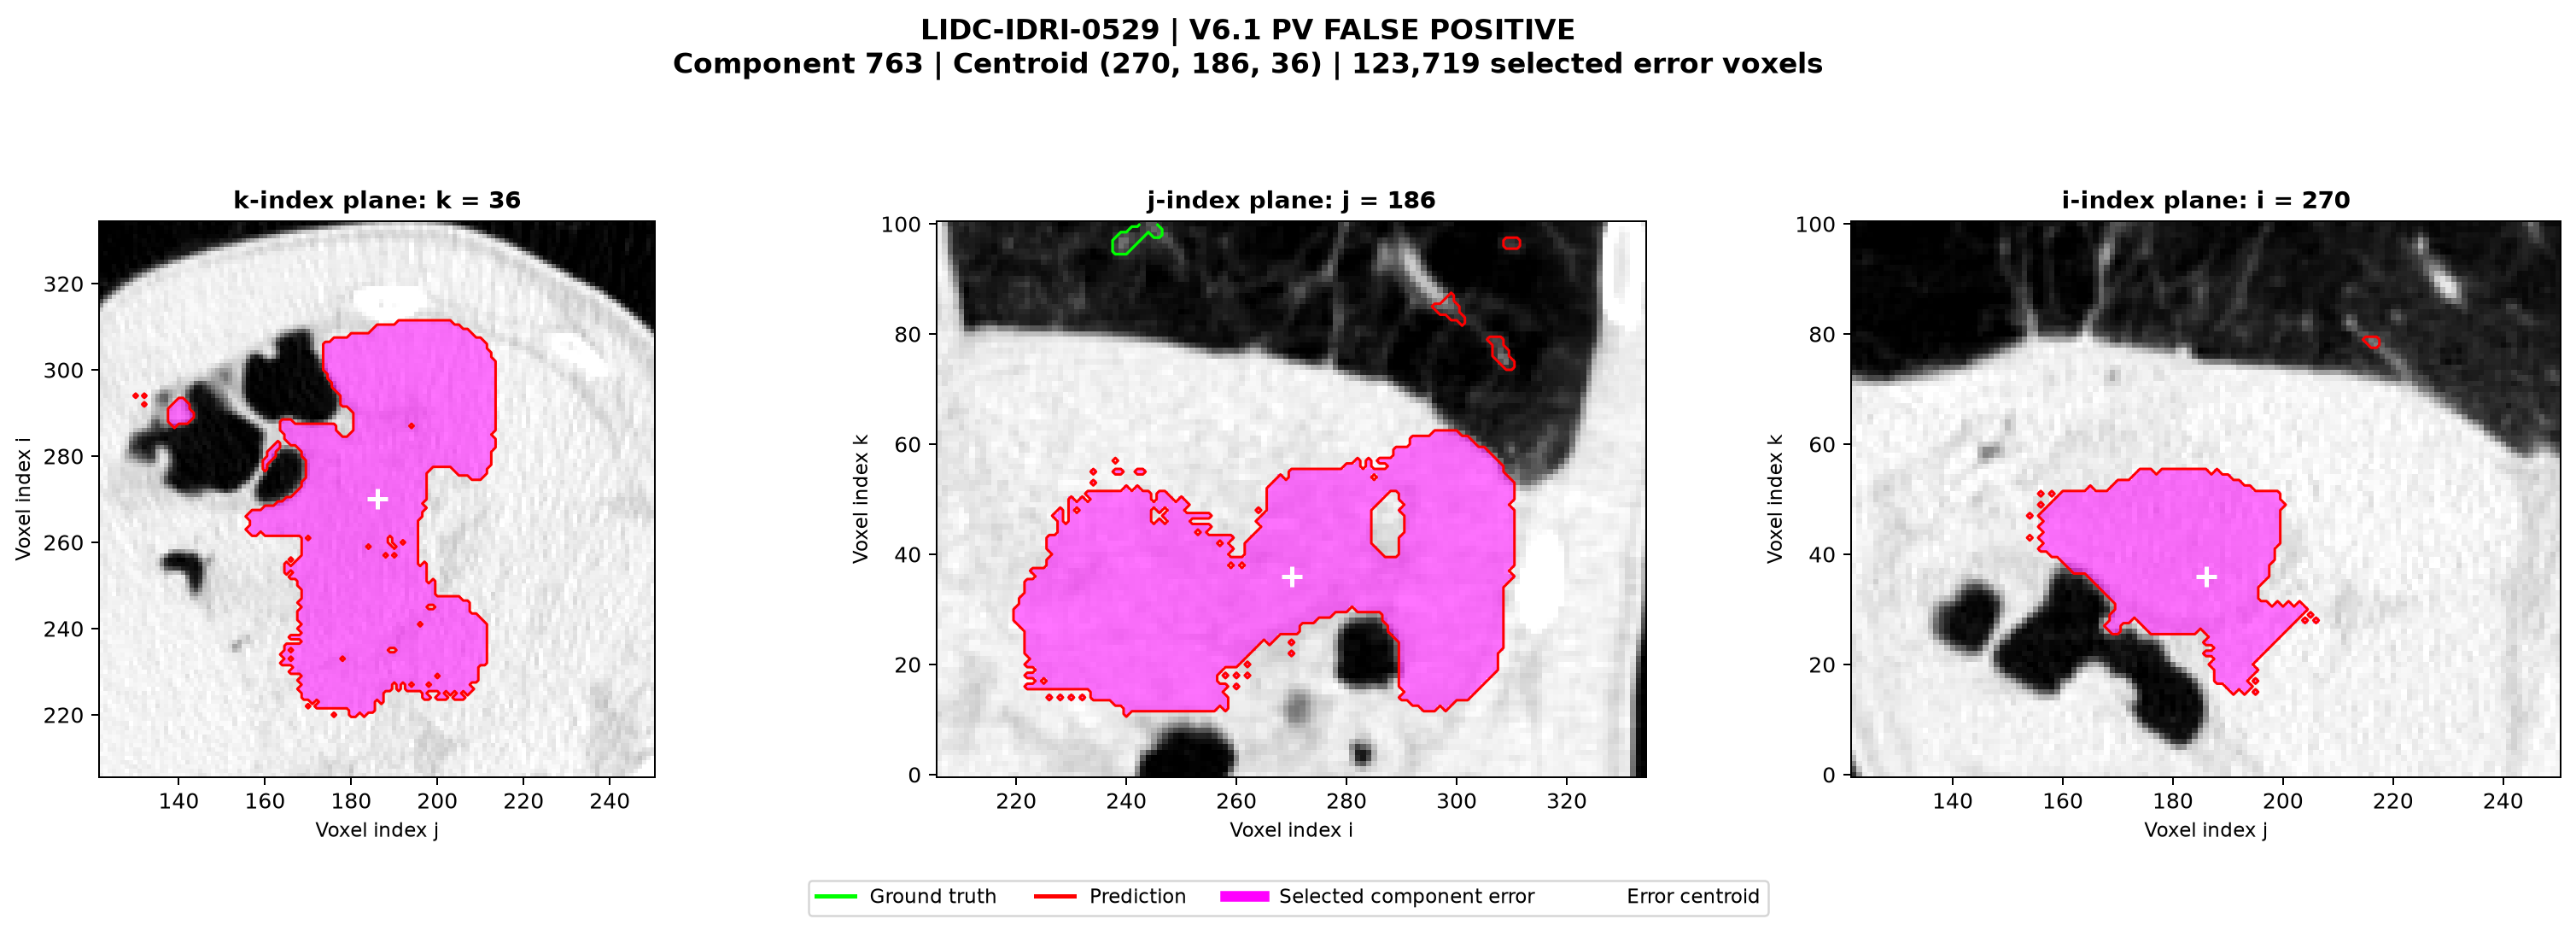 LIDC-IDRI-0529 | V6.1 PV FALSE POSITIVE
Component 763 | Centroid (270, 186, 36) | 123,719 selected error voxels
k-index plane: k = 36
320
300
280
260
240
220
Voxel index i
140 160 180 200 220 240
Voxel index j
j-index plane: j = 186
100
80
60
40
20
0
Voxel index k
220 240 260 280 300 320
Voxel index i
i-index plane: i = 270
100
80
60
40
20
0
Voxel index k
140 160 180 200 220 240
Voxel index j
Ground truth Prediction Selected component error Error centroid